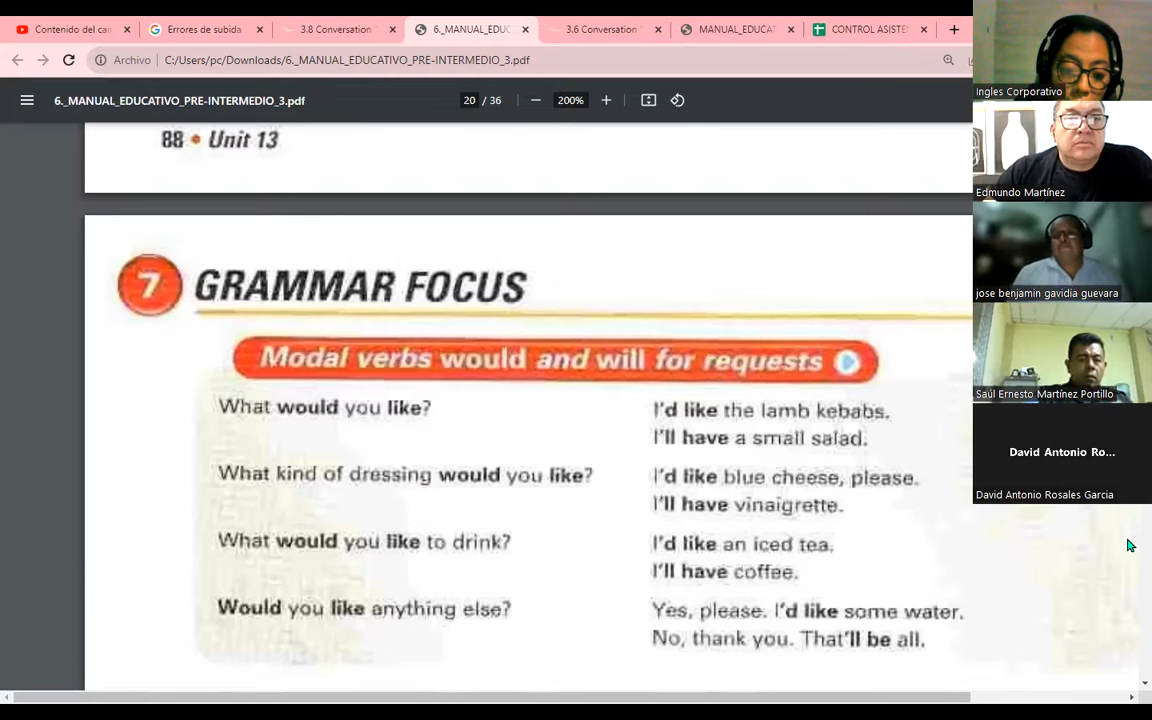 Contenido del car
Errores de subida
3.8 Conversation
6._MANUAL_EDUC
3.6 Conversation
MANUAL_EDUCA
CONTROL ASISTE
Archivo C:/Users/pc/Downloads/6._MANUAL_EDUCATIVO_PRE-INTERMEDIO_3.pdf
6._MANUAL_EDUCATIVO_PRE-INTERMEDIO_3.pdf
20 / 36
200%
88 • Unit 13
7 GRAMMAR FOCUS
Modal verbs would and will for requests
What would you like? I'd like the lamb kebabs.
I'll have a small salad.
What kind of dressing would you like? I'd like blue cheese, please.
I'll have vinaigrette.
What would you like to drink? I'd like an iced tea.
I'll have coffee.
Would you like anything else? Yes, please. I'd like some water.
No, thank you. That'll be all.
Ingles Corporativo
Edmundo Martínez
jose benjamin gavidia guevara
Saúl Ernesto Martínez Portillo
David Antonio Ro...
David Antonio Rosales Garcia